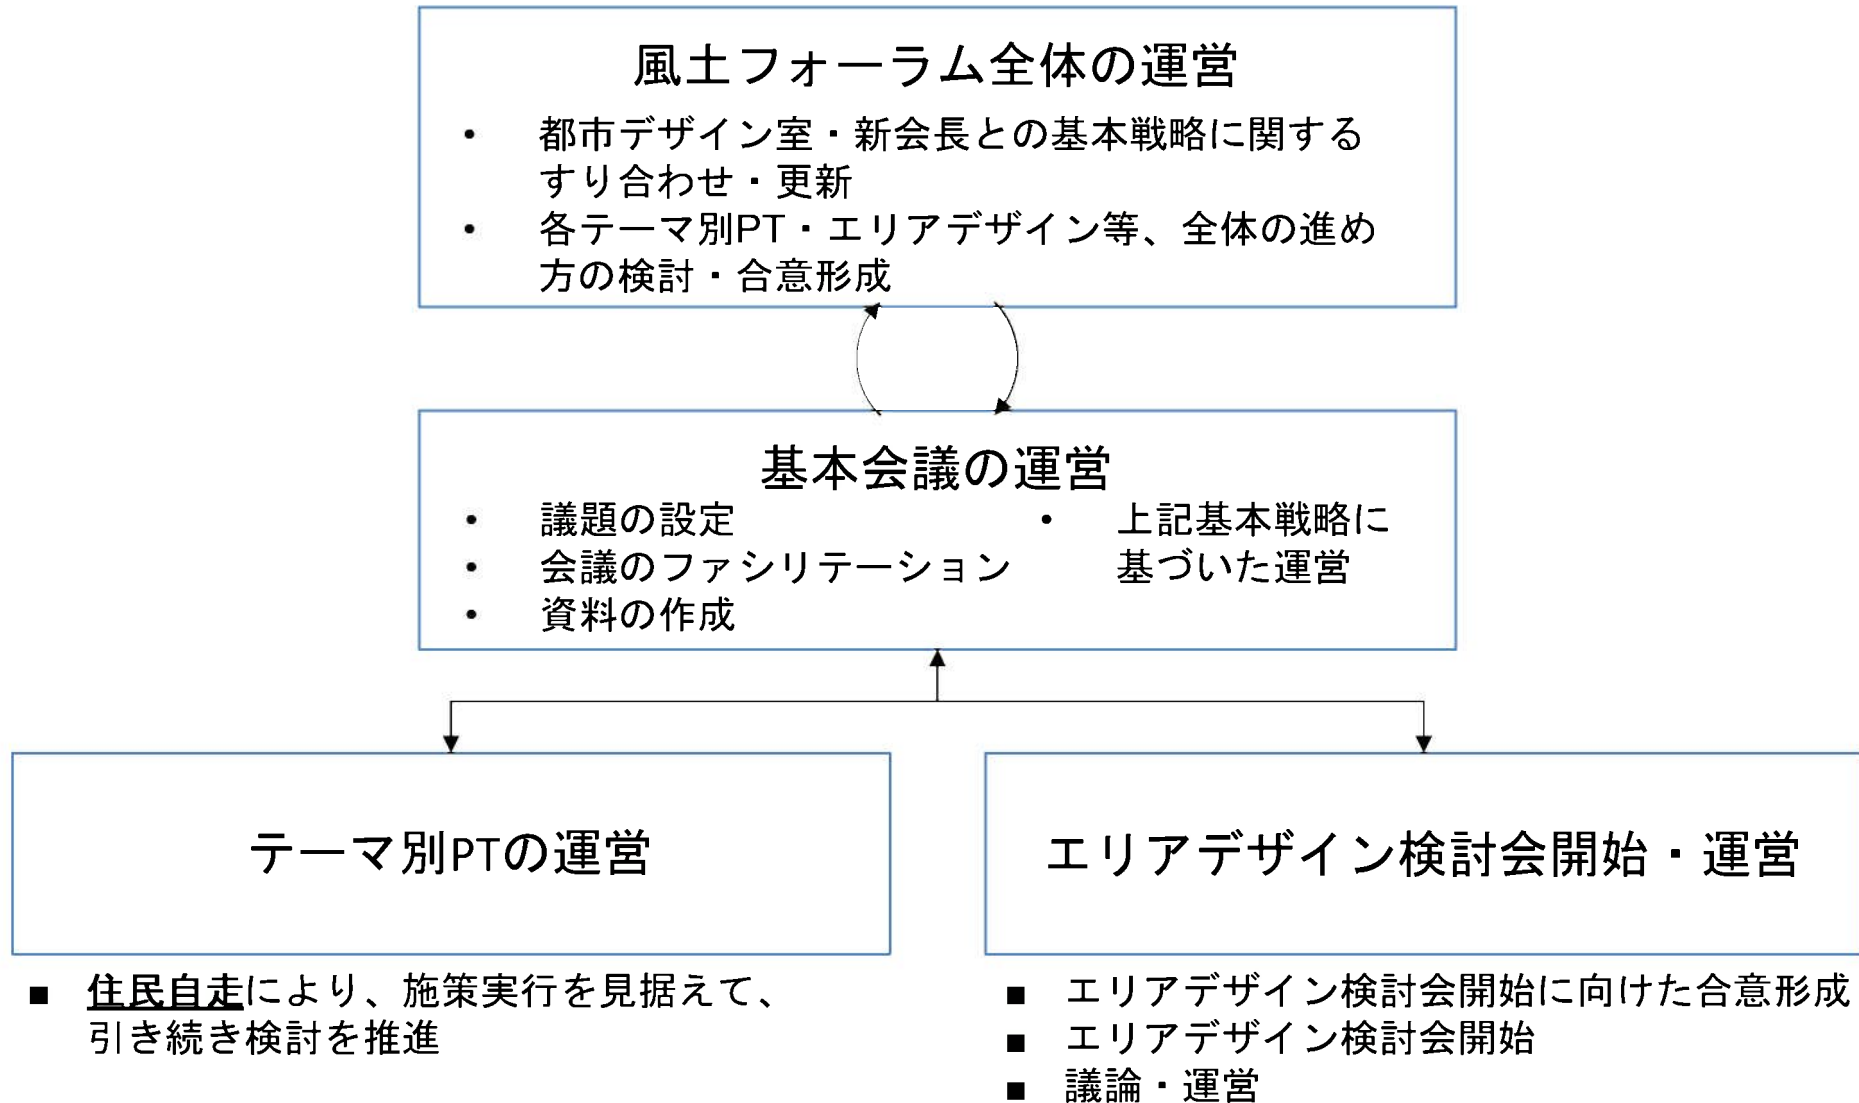 風土フォーラム全体の運営
• 都市デザイン室・新会長との基本戦略に関する
すり合わせ・更新
• 各テーマ別PT・エリアデザイン等、全体の進め
方の検討・合意形成
基本会議の運営
• 議題の設定
• 会議のファシリテーション
• 資料の作成
• 上記基本戦略に
基づいた運営
テーマ別PTの運営
■ 住民自走により、施策実行を見据えて、
引き続き検討を推進
エリアデザイン検討会開始・運営
■ エリアデザイン検討会開始に向けた合意形成
■ エリアデザイン検討会開始
■ 議論・運営